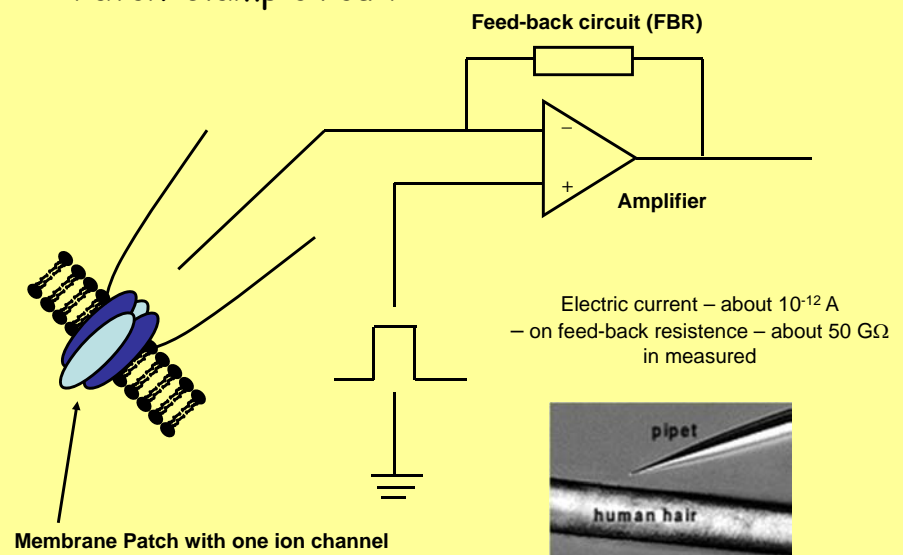 Feed-back circuit (FBR)
−
+
Amplifier
Electric current – about 10⁻¹² A
– on feed-back resistence – about 50 GΩ
in measured
pipet
human hair
Membrane Patch with one ion channel